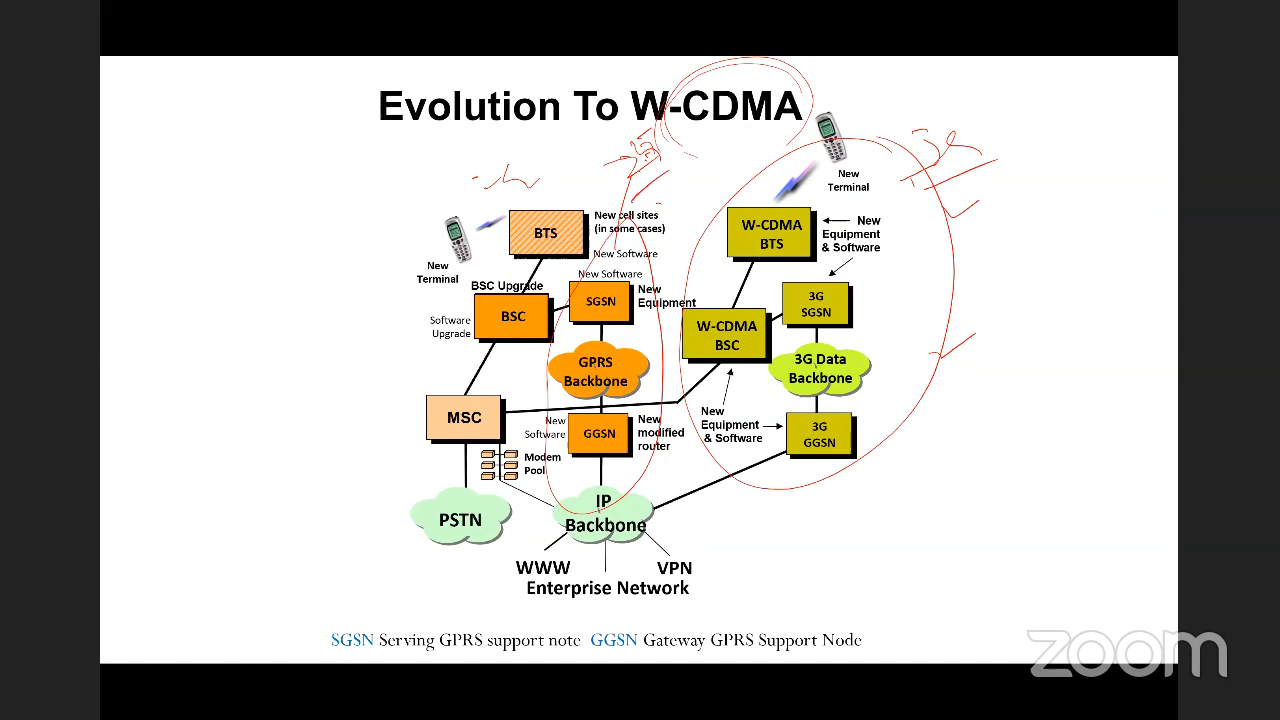 Evolution To W-CDMA
New
Terminal
New cell sites
(in some cases)
BTS
New Software
New
Terminal
W-CDMA
BTS
New
Equipment
& Software
BSC Upgrade
New Software
New
Equipment
SGSN
BSC
Software
Upgrade
3G
SGSN
W-CDMA
BSC
GPRS
Backbone
3G Data
Backbone
MSC
New
Software
GGSN
New
modified
router
New
Equipment
& Software
3G
GGSN
Modem
Pool
PSTN
IP
Backbone
WWW
VPN
Enterprise Network
SGSN Serving GPRS support note GGSN Gateway GPRS Support Node
zoom